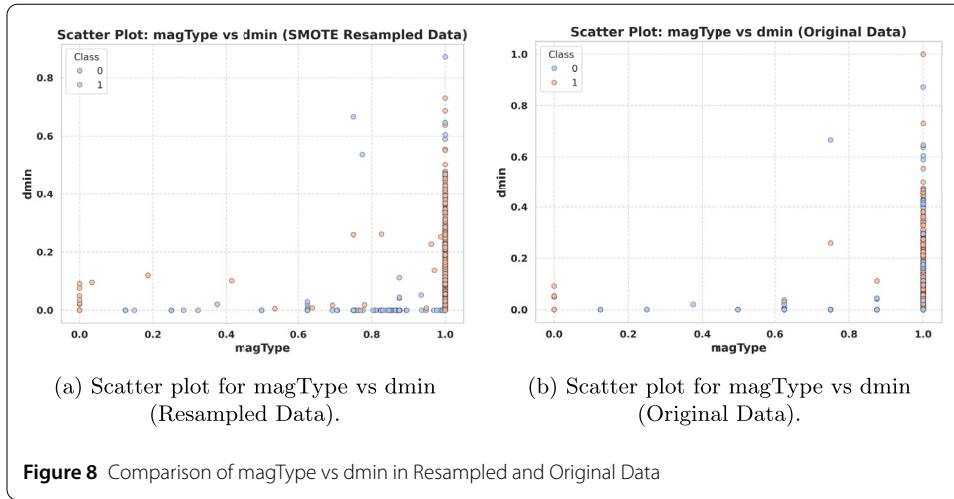 Scatter Plot: magType vs dmin (SMOTE Resampled Data)
Class
0
1
0.8
0.6
0.4
0.2
0.0
dmin
0.0 0.2 0.4 0.6 0.8 1.0
magType
(a) Scatter plot for magType vs dmin
(Resampled Data).
Scatter Plot: magType vs dmin (Original Data)
Class
0
1
1.0
0.8
0.6
0.4
0.2
0.0
dmin
0.0 0.2 0.4 0.6 0.8 1.0
magType
(b) Scatter plot for magType vs dmin
(Original Data).
Figure 8 Comparison of magType vs dmin in Resampled and Original Data